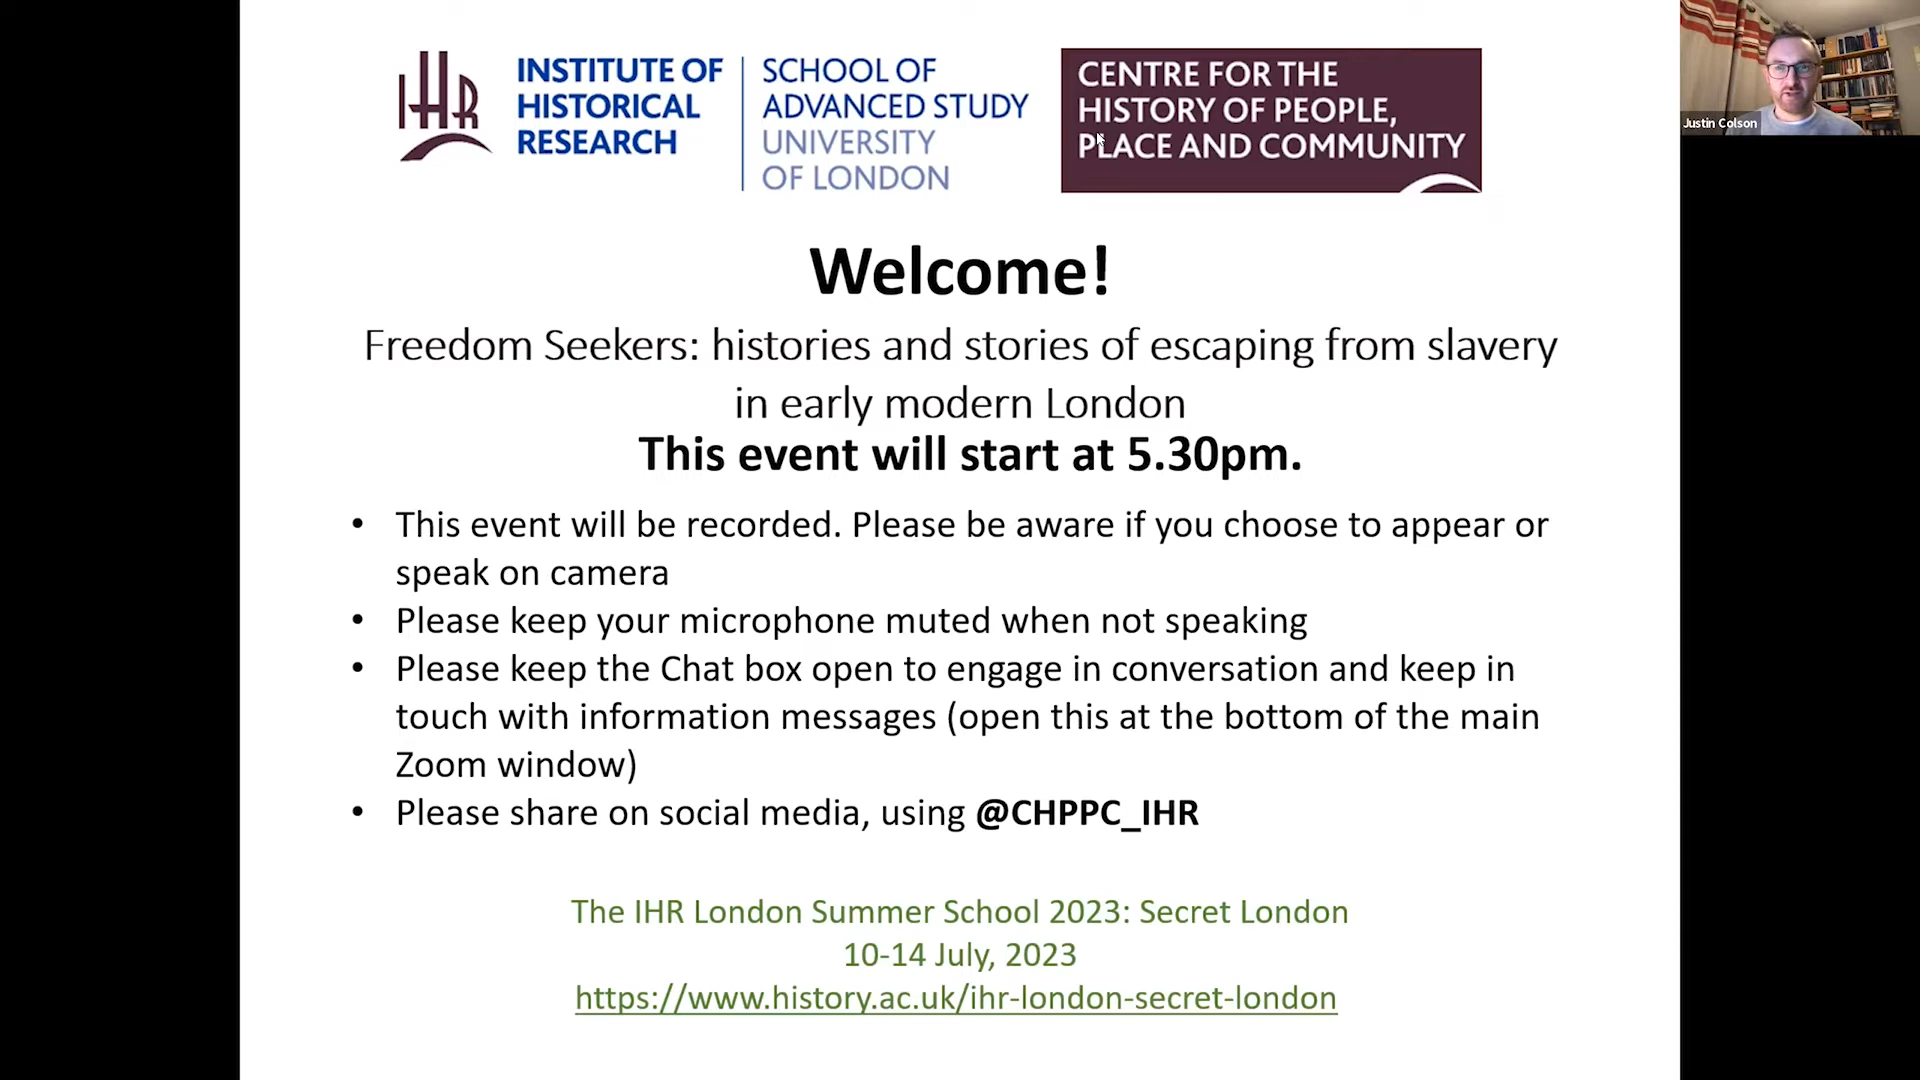 IHR
INSTITUTE OF
HISTORICAL
RESEARCH
SCHOOL OF
ADVANCED STUDY
UNIVERSITY
OF LONDON
CENTRE FOR THE
HISTORY OF PEOPLE,
PLACE AND COMMUNITY
Justin Colson
Welcome!
Freedom Seekers: histories and stories of escaping from slavery
in early modern London
This event will start at 5.30pm.
• This event will be recorded. Please be aware if you choose to appear or
speak on camera
• Please keep your microphone muted when not speaking
• Please keep the Chat box open to engage in conversation and keep in
touch with information messages (open this at the bottom of the main
Zoom window)
• Please share on social media, using @CHPPC_IHR
The IHR London Summer School 2023: Secret London
10-14 July, 2023
https://www.history.ac.uk/ihr-london-secret-london